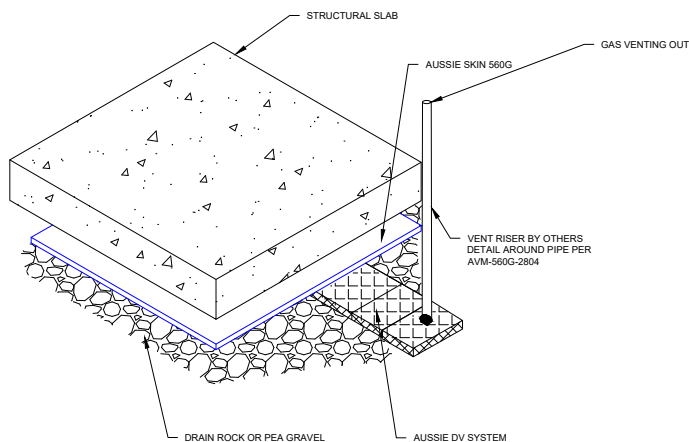 STRUCTURAL SLAB
GAS VENTING OUT
AUSSIE SKIN 560G
VENT RISER BY OTHERS
DETAIL AROUND PIPE PER
AVM-560G-2804
DRAIN ROCK OR PEA GRAVEL
AUSSIE DV SYSTEM